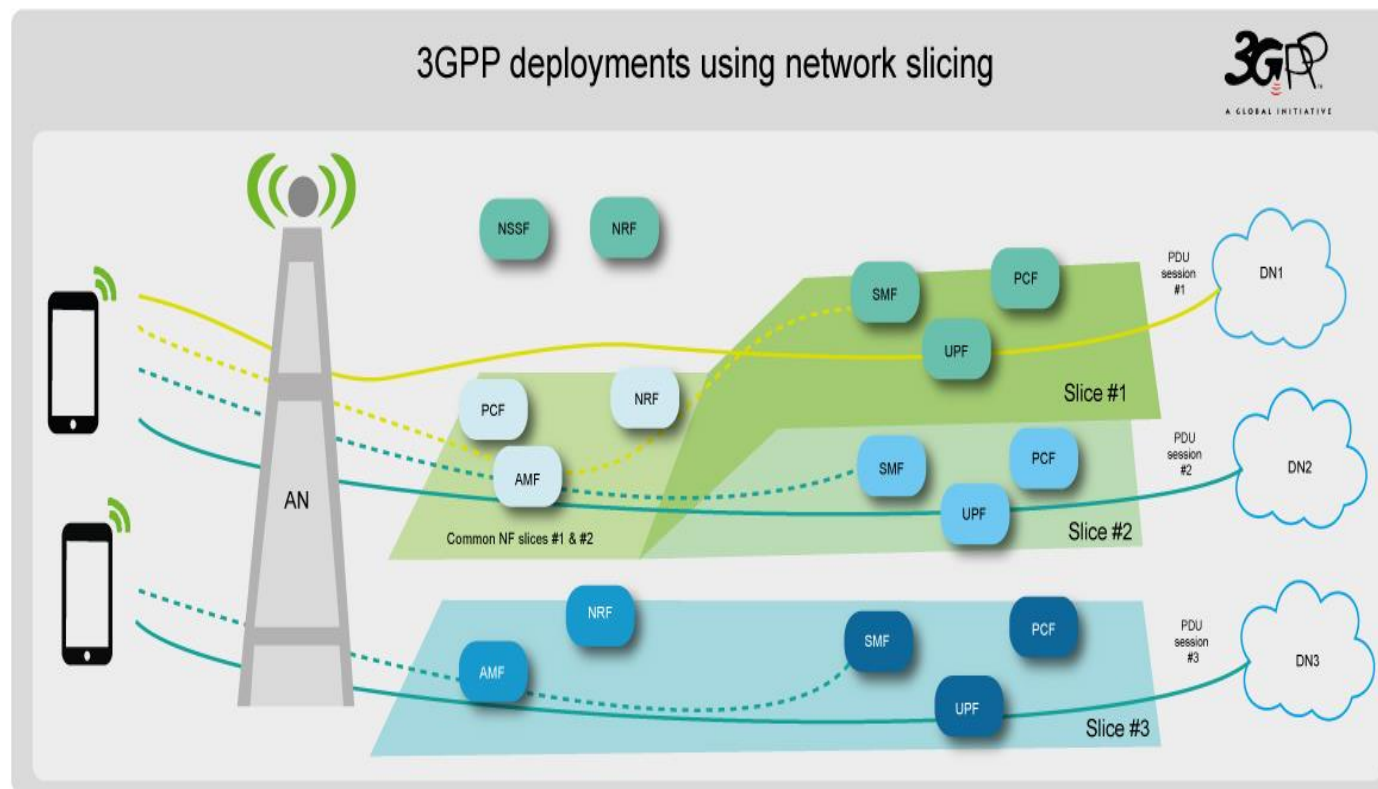 3GPP deployments using network slicing
3GPP
TM
A GLOBAL INITIATIVE
NSSF
NRF
SMF
PCF
UPF
PDU
session
#1
DN1
Slice #1
PCF
NRF
AMF
Common NF slices #1 & #2
SMF
PCF
UPF
PDU
session
#2
DN2
Slice #2
AN
NRF
AMF
SMF
PCF
UPF
PDU
session
#3
DN3
Slice #3